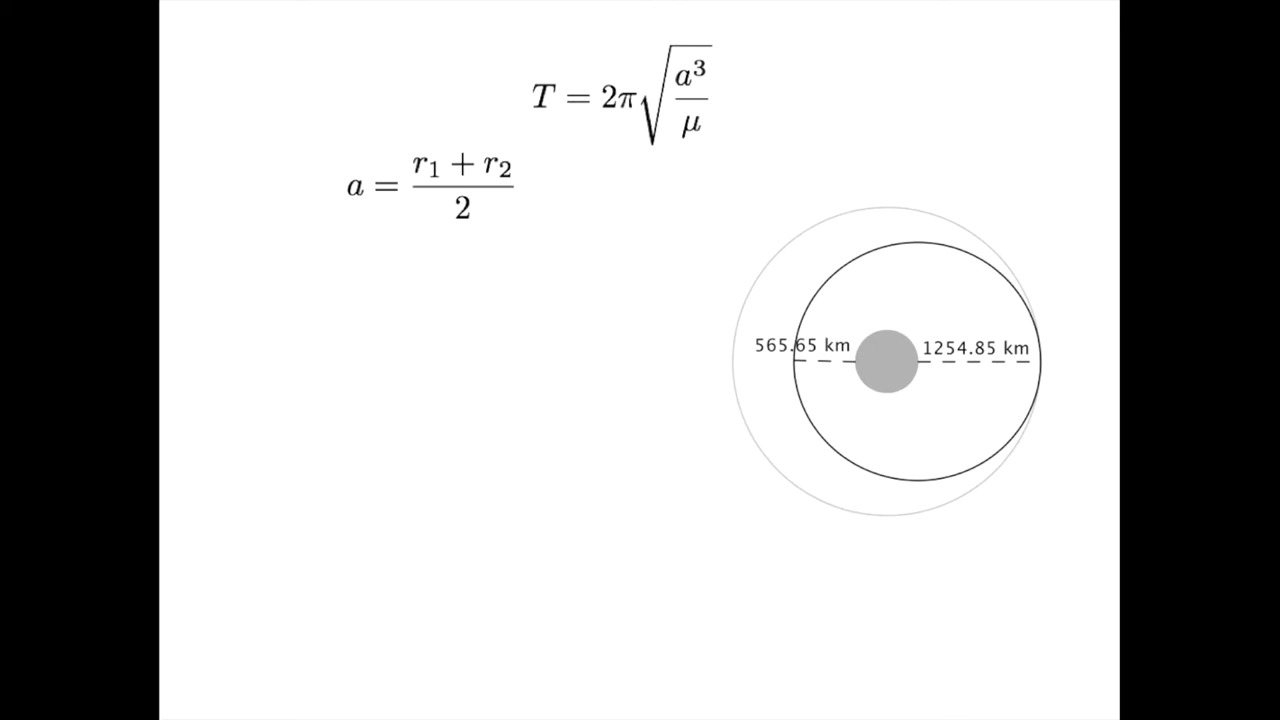 T = 2π√(a³/μ)
a = (r₁ + r₂)/2
565.65 km
1254.85 km